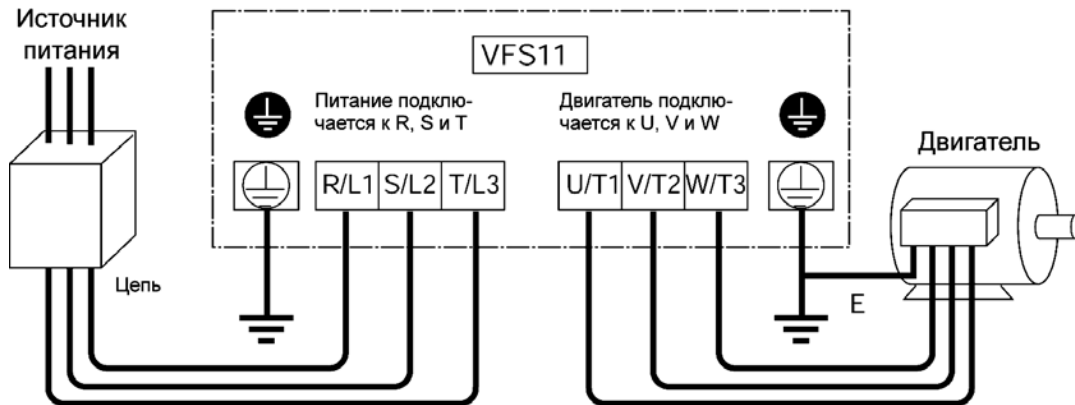 Источник
питания
VFS11
Питание подклю-
чается к R, S и T
Двигатель подклю-
чается к U, V и W
Двигатель
R/L1 S/L2 T/L3
U/T1 V/T2 W/T3
Цепь
E